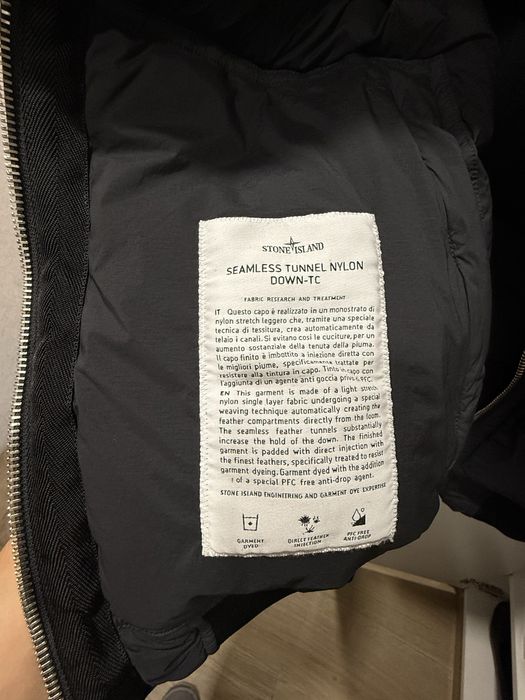 STONE ISLAND
SEAMLESS TUNNEL NYLON
DOWN-TC
FABRIC RESEARCH AND TREATMENT
IT Questo capo è realizzato in un monostrato di
nylon stretch leggero che, tramite una speciale
tecnica di tessitura, crea automaticamente da
telaio i canali. Si evitano così le cuciture, per un
aumento sostanziale della tenuta della piuma.
Il capo finito è imbottito a iniezione diretta con
le migliori piume, specificamente trattate per
resistere alla tintura in capo. Tinto in capo con
l'aggiunta di un agente anti goccia privo di PFC.
EN This garment is made of a light stretch
nylon single layer fabric undergoing a special
weaving technique automatically creating the
feather compartments directly from the loom.
The seamless feather tunnels substantially
increase the hold of the down. The finished
garment is padded with direct injection with
the finest feathers, specifically treated to resist
garment dyeing. Garment dyed with the addition
of a special PFC free anti-drop agent.
STONE ISLAND ENGINEERING AND GARMENT DYE EXPERTISE
GARMENT
DYED
DIRECT FEATHER
INJECTION
PFC FREE
ANTI-DROP